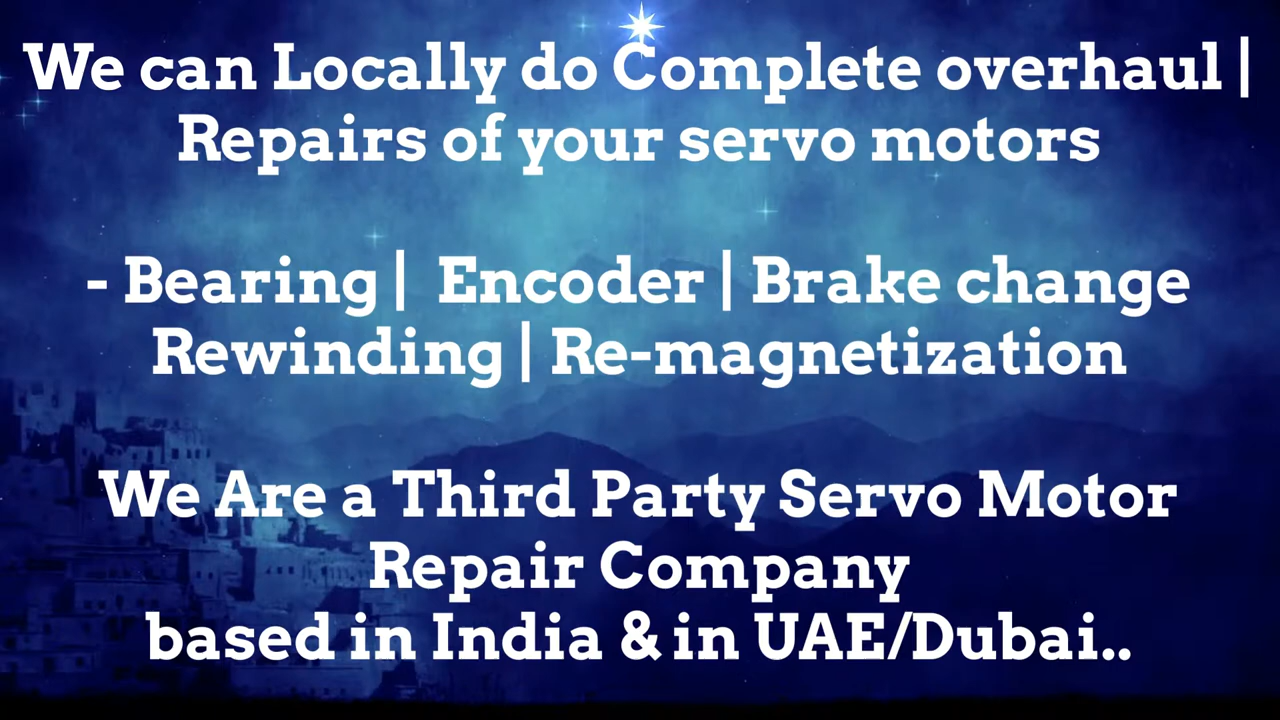 We can Locally do Complete overhaul |
Repairs of your servo motors
- Bearing | Encoder | Brake change
Rewinding | Re-magnetization
We Are a Third Party Servo Motor
Repair Company
based in India & in UAE/Dubai..